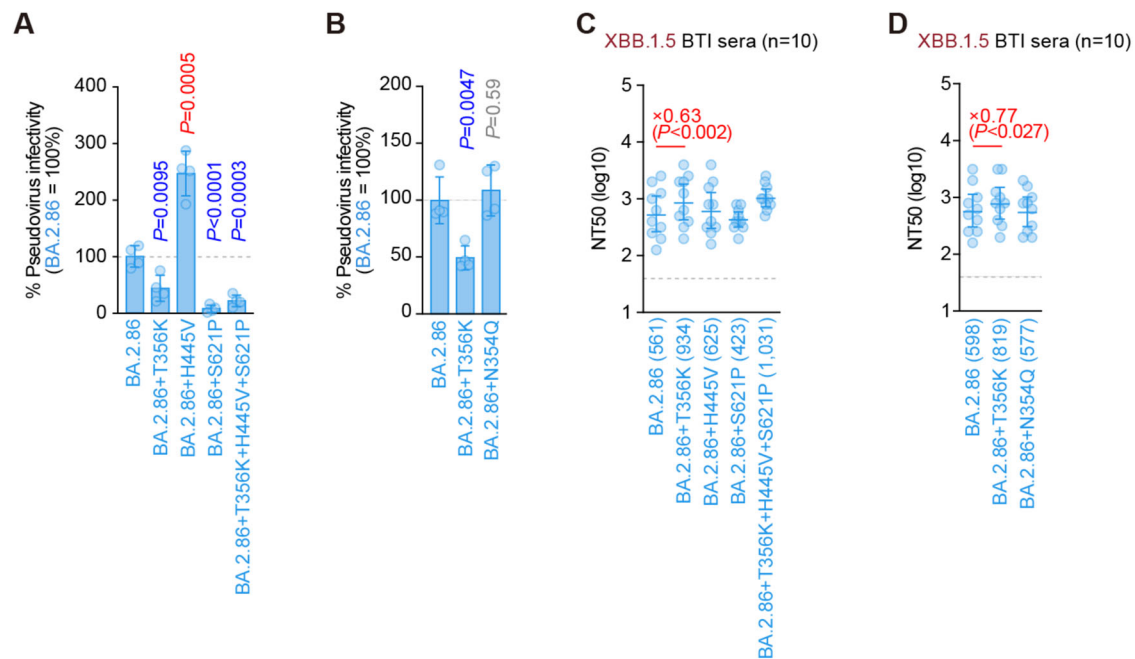 A
% Pseudovirus infectivity
(BA.2.86 = 100%)
400
300
200
100
0
P=0.0095
P=0.0005
P<0.0001
P=0.0003
BA.2.86
BA.2.86+T356K
BA.2.86+H445V
BA.2.86+S621P
BA.2.86+T356K+H445V+S621P
B
% Pseudovirus infectivity
(BA.2.86 = 100%)
200
150
100
50
0
P=0.0047
P=0.59
BA.2.86
BA.2.86+T356K
BA.2.86+N354Q
C
XBB.1.5 BTI sera (n=10)
NT50 (log10)
5
4
3
2
1
×0.63
(P<0.002)
BA.2.86 (561)
BA.2.86+T356K (934)
BA.2.86+H445V (625)
BA.2.86+S621P (423)
BA.2.86+T356K+H445V+S621P (1,031)
D
XBB.1.5 BTI sera (n=10)
NT50 (log10)
5
4
3
2
1
×0.77
(P<0.027)
BA.2.86 (598)
BA.2.86+T356K (819)
BA.2.86+N354Q (577)